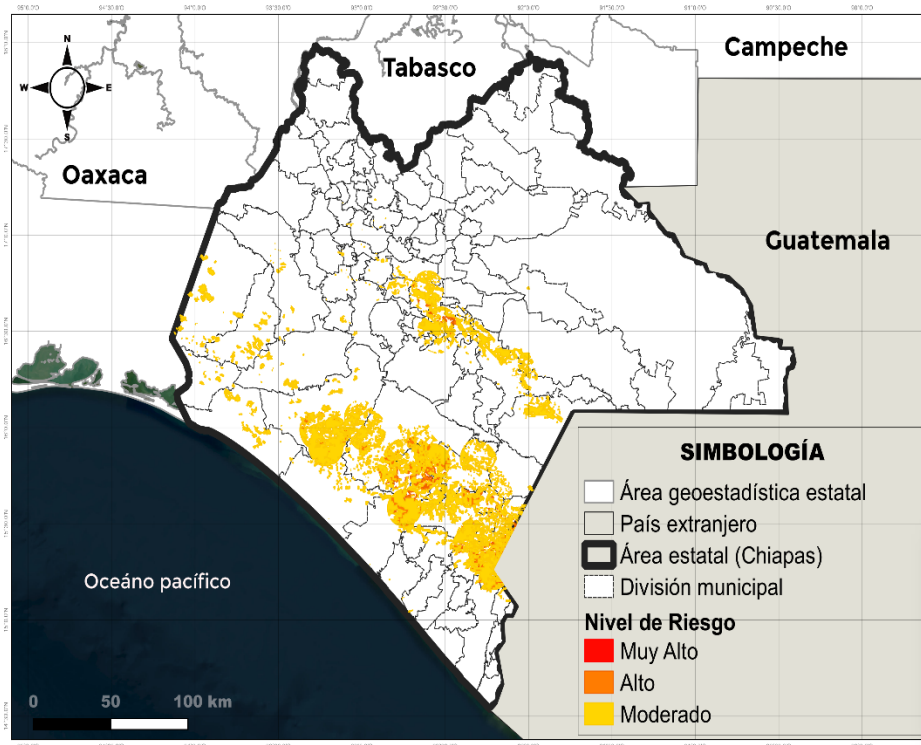 N
W E
S
Tabasco
Campeche
Oaxaca
Guatemala
Oceáno pacífico
0 50 100 km
SIMBOLOGÍA
Área geoestadística estatal
País extranjero
Área estatal (Chiapas)
División municipal
Nivel de Riesgo
Muy Alto
Alto
Moderado